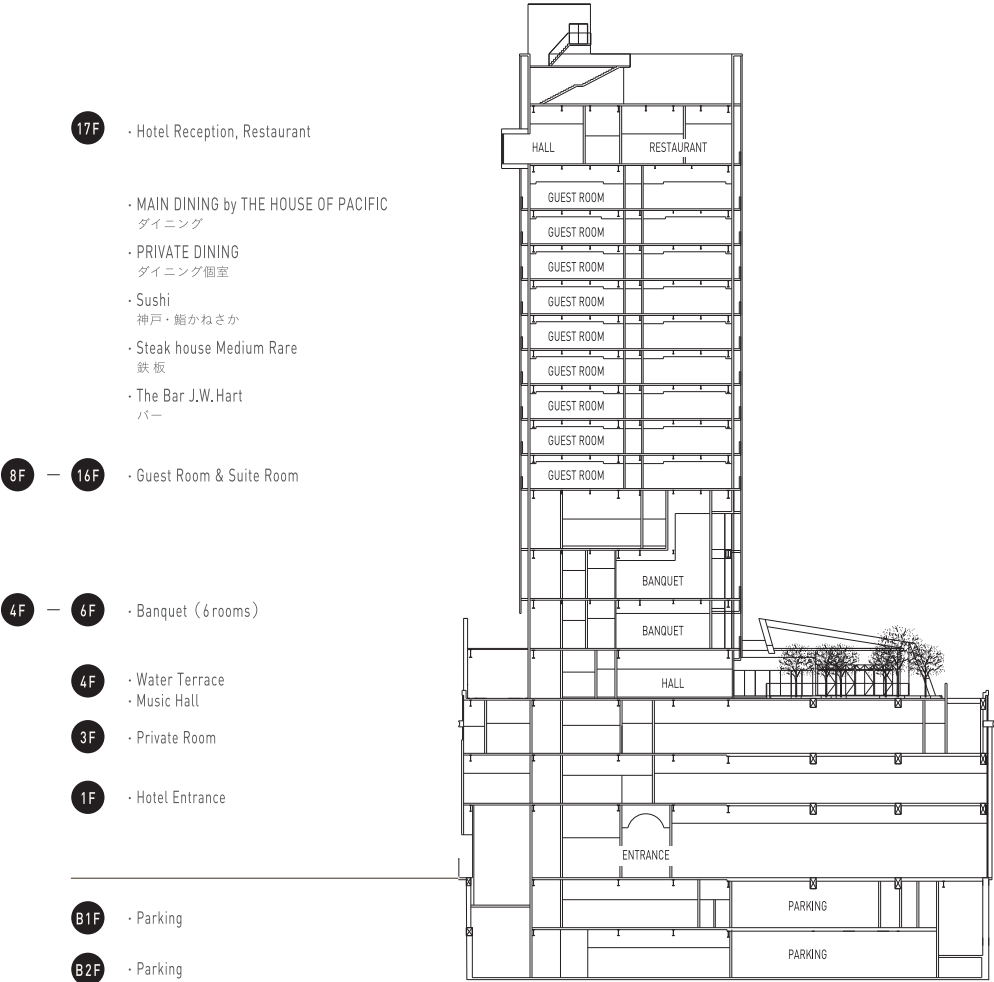 17F ・Hotel Reception, Restaurant
・MAIN DINING by THE HOUSE OF PACIFIC
ダイニング
・PRIVATE DINING
ダイニング個室
・Sushi
神戸・鮨かねさか
・Steak house Medium Rare
鉄板
・The Bar J.W.Hart
バー
8F — 16F ・Guest Room & Suite Room
4F — 6F ・Banquet（6rooms）
4F ・Water Terrace
・Music Hall
3F ・Private Room
1F ・Hotel Entrance
B1F ・Parking
B2F ・Parking
HALL RESTAURANT
GUEST ROOM
GUEST ROOM
GUEST ROOM
GUEST ROOM
GUEST ROOM
GUEST ROOM
GUEST ROOM
GUEST ROOM
GUEST ROOM
BANQUET
BANQUET
HALL
ENTRANCE
PARKING
PARKING